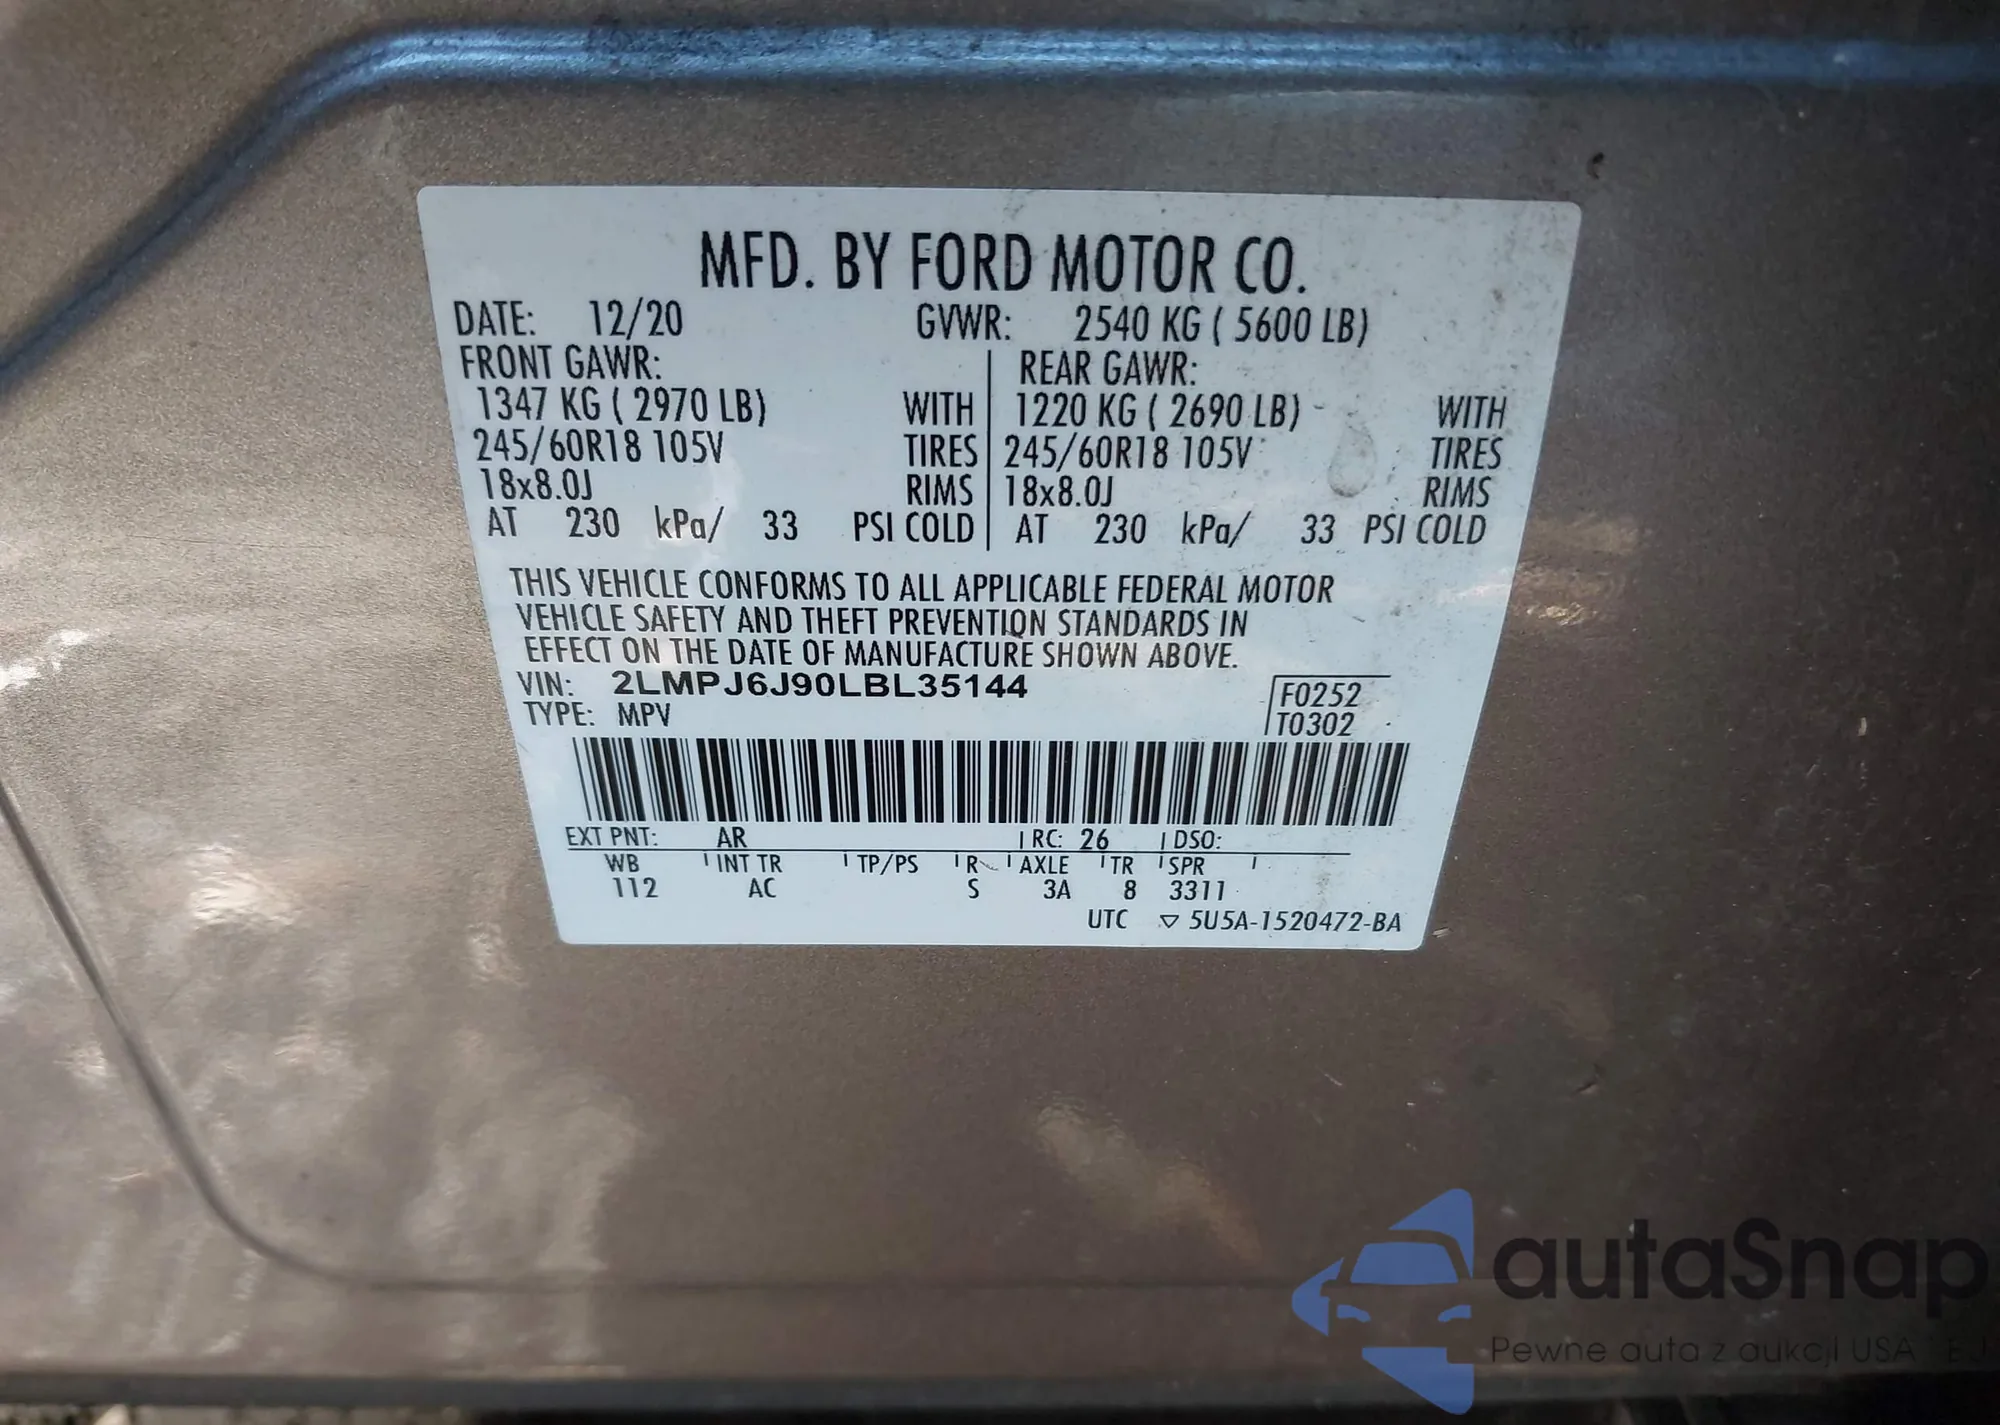 MFD. BY FORD MOTOR CO.
DATE: 12/20 GVWR: 2540 KG ( 5600 LB)
FRONT GAWR: REAR GAWR:
1347 KG ( 2970 LB) WITH 1220 KG ( 2690 LB) WITH
245/60R18 105V TIRES 245/60R18 105V TIRES
18x8.0J RIMS 18x8.0J RIMS
AT 230 kPa/ 33 PSI COLD AT 230 kPa/ 33 PSI COLD
THIS VEHICLE CONFORMS TO ALL APPLICABLE FEDERAL MOTOR
VEHICLE SAFETY AND THEFT PREVENTION STANDARDS IN
EFFECT ON THE DATE OF MANUFACTURE SHOWN ABOVE.
VIN: 2LMPJ6J90LBL35144 F0252
TYPE: MPV T0302
EXT PNT: AR RC: 26 DSO:
WB INT TR TP/PS R AXLE TR SPR
112 AC S 3A 8 3311
UTC ▽ 5U5A-1520472-BA
autaSnap
Pewne auta z aukcji USA i EU